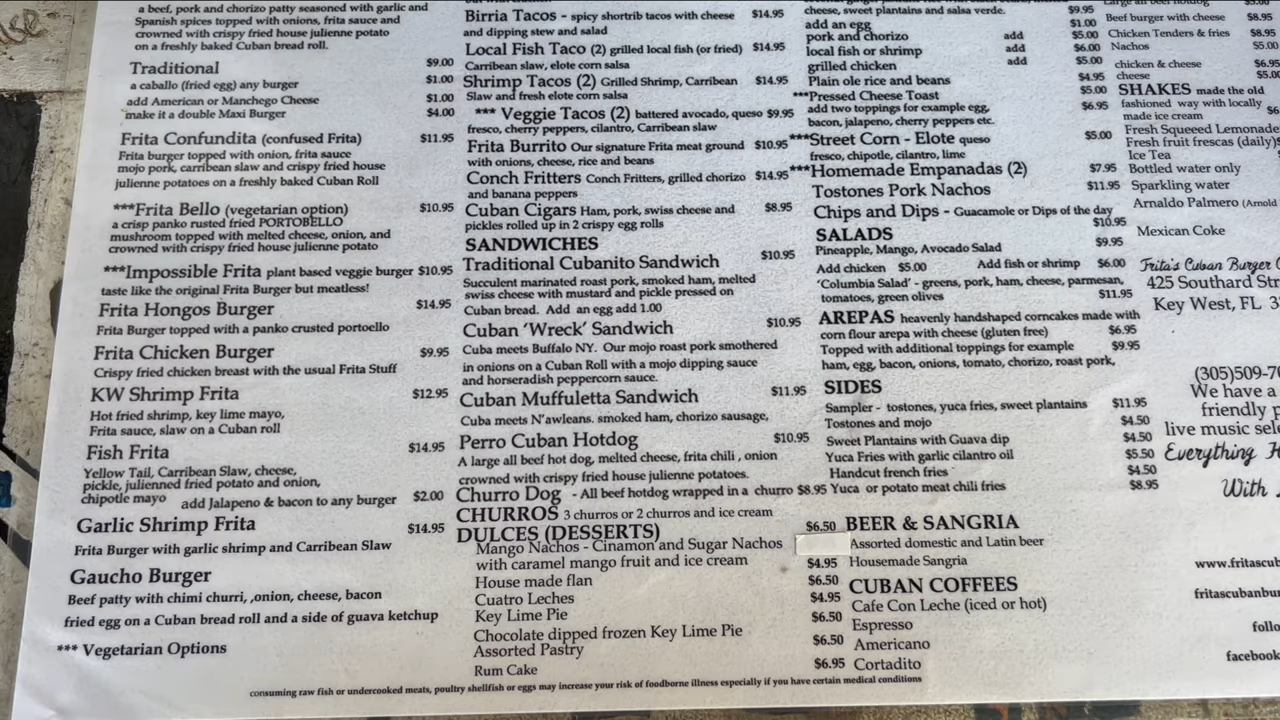 a beef, pork and chorizo patty seasoned with garlic and
Spanish spices topped with onions, frita sauce and
crowned with crispy fried house julienne potato
on a freshly baked Cuban bread roll.
Traditional $9.00
a caballo (fried egg) any burger $1.00
add American or Manchego Cheese $1.00
make it a double Maxi Burger $4.00
Frita Confundita (confused Frita) $11.95
Frita burger topped with onion, frita sauce
mojo pork, carribean slaw and crispy fried house
julienne potatoes on a freshly baked Cuban Roll
***Frita Bello (vegetarian option) $10.95
a crisp panko rusted fried PORTOBELLO
mushroom topped with melted cheese, onion, and
crowned with crispy fried house julienne potato
***Impossible Frita plant based veggie burger $10.95
taste like the original Frita Burger but meatless!
Frita Hongos Burger $14.95
Frita Burger topped with a panko crusted portoello
Frita Chicken Burger $9.95
Crispy fried chicken breast with the usual Frita Stuff
KW Shrimp Frita $12.95
Hot fried shrimp, key lime mayo,
Frita sauce, slaw on a Cuban roll
Fish Frita $14.95
Yellow Tail, Carribean Slaw, cheese,
pickle, julienned fried potato and onion,
chipotle mayo add Jalapeno & bacon to any burger $2.00
Garlic Shrimp Frita $14.95
Frita Burger with garlic shrimp and Carribean Slaw
Gaucho Burger
Beef patty with chimi churri, ,onion, cheese, bacon
fried egg on a Cuban bread roll and a side of guava ketchup
*** Vegetarian Options
Birria Tacos - spicy shortrib tacos with cheese $14.95
and dipping stew and salad
Local Fish Taco (2) grilled local fish (or fried) $14.95
Carribean slaw, elote corn salsa
Shrimp Tacos (2) Grilled Shrimp, Carribean $14.95
Slaw and fresh elote corn salsa
*** Veggie Tacos (2) battered avocado, queso $9.95
fresco, cherry peppers, cilantro, Carribean slaw
Frita Burrito Our signature Frita meat ground $10.95
with onions, cheese, rice and beans
Conch Fritters Conch Fritters, grilled chorizo $14.95
and banana peppers
Cuban Cigars Ham, pork, swiss cheese and $8.95
pickles rolled up in 2 crispy egg rolls
SANDWICHES
Traditional Cubanito Sandwich $10.95
Succulent marinated roast pork, smoked ham, melted
swiss cheese with mustard and pickle pressed on
Cuban bread. Add an egg add 1.00
Cuban 'Wreck' Sandwich $10.95
Cuba meets Buffalo NY. Our mojo roast pork smothered
in onions on a Cuban Roll with a mojo dipping sauce
and horseradish peppercorn sauce.
Cuban Muffuletta Sandwich $11.95
Cuba meets N'awleans. smoked ham, chorizo sausage,
Perro Cuban Hotdog $10.95
A large all beef hot dog, melted cheese, frita chili , onion
crowned with crispy fried house julienne potatoes.
Churro Dog - All beef hotdog wrapped in a churro $8.95
CHURROS 3 churros or 2 churros and ice cream
DULCES (DESSERTS) $6.50
Mango Nachos - Cinamon and Sugar Nachos
with caramel mango fruit and ice cream $4.95
House made flan $6.50
Cuatro Leches $4.95
Key Lime Pie $6.50
Chocolate dipped frozen Key Lime Pie
Assorted Pastry $6.50
Rum Cake $6.95
cheese, sweet plantains and salsa verde. $9.95
add an egg $1.00
pork and chorizo add $5.00
local fish or shrimp add $6.00
grilled chicken add $5.00
Plain ole rice and beans $4.95
***Pressed Cheese Toast $5.00
add two toppings for example egg, $6.95
bacon, jalapeno, cherry peppers etc.
***Street Corn - Elote queso $5.00
fresco, chipotle, cilantro, lime
***Homemade Empanadas (2) $7.95
Tostones Pork Nachos $11.95
Chips and Dips - Guacamole or Dips of the day
$10.95
SALADS
Pineapple, Mango, Avocado Salad $9.95
Add chicken $5.00 Add fish or shrimp $6.00
'Columbia Salad' - greens, pork, ham, cheese, parmesan,
tomatoes, green olives $11.95
AREPAS heavenly handshaped corncakes made with
corn flour arepa with cheese (gluten free) $6.95
Topped with additional toppings for example $9.95
ham, egg, bacon, onions, tomato, chorizo, roast pork,
SIDES
Sampler - tostones, yuca fries, sweet plantains $11.95
Tostones and mojo $4.50
Sweet Plantains with Guava dip $4.50
Yuca Fries with garlic cilantro oil $5.50
Handcut french fries $4.50
Yuca or potato meat chili fries $8.95
BEER & SANGRIA
Assorted domestic and Latin beer
Housemade Sangria
CUBAN COFFEES
Cafe Con Leche (iced or hot)
Espresso
Americano
Cortadito
Beef burger with cheese $8.95
Chicken Tenders & fries $8.95
Nachos $5.00
chicken & cheese $6.95
cheese $5.00
SHAKES made the old
fashioned way with locally
made ice cream
Fresh Squeeed Lemonade
Fresh fruit frescas (daily)
Ice Tea
Bottled water only
Sparkling water
Arnaldo Palmero (Arnold
Mexican Coke
Frita's Cuban Burger
425 Southard Str
Key West, FL 3
(305)509-7
We have a
friendly p
live music sele
Everything
With
www.fritascub
fritascubanbu
follo
facebook
consuming raw fish or undercooked meats, poultry shellfish or eggs may increase your risk of foodborne illness especially if you have certain medical conditions